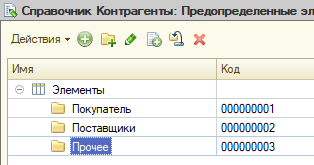 Справочник Контрагенты: Предопределенные эл
Действия
Имя Код
Элементы
Покупатель 000000001
Поставщики 000000002
Прочее 000000003